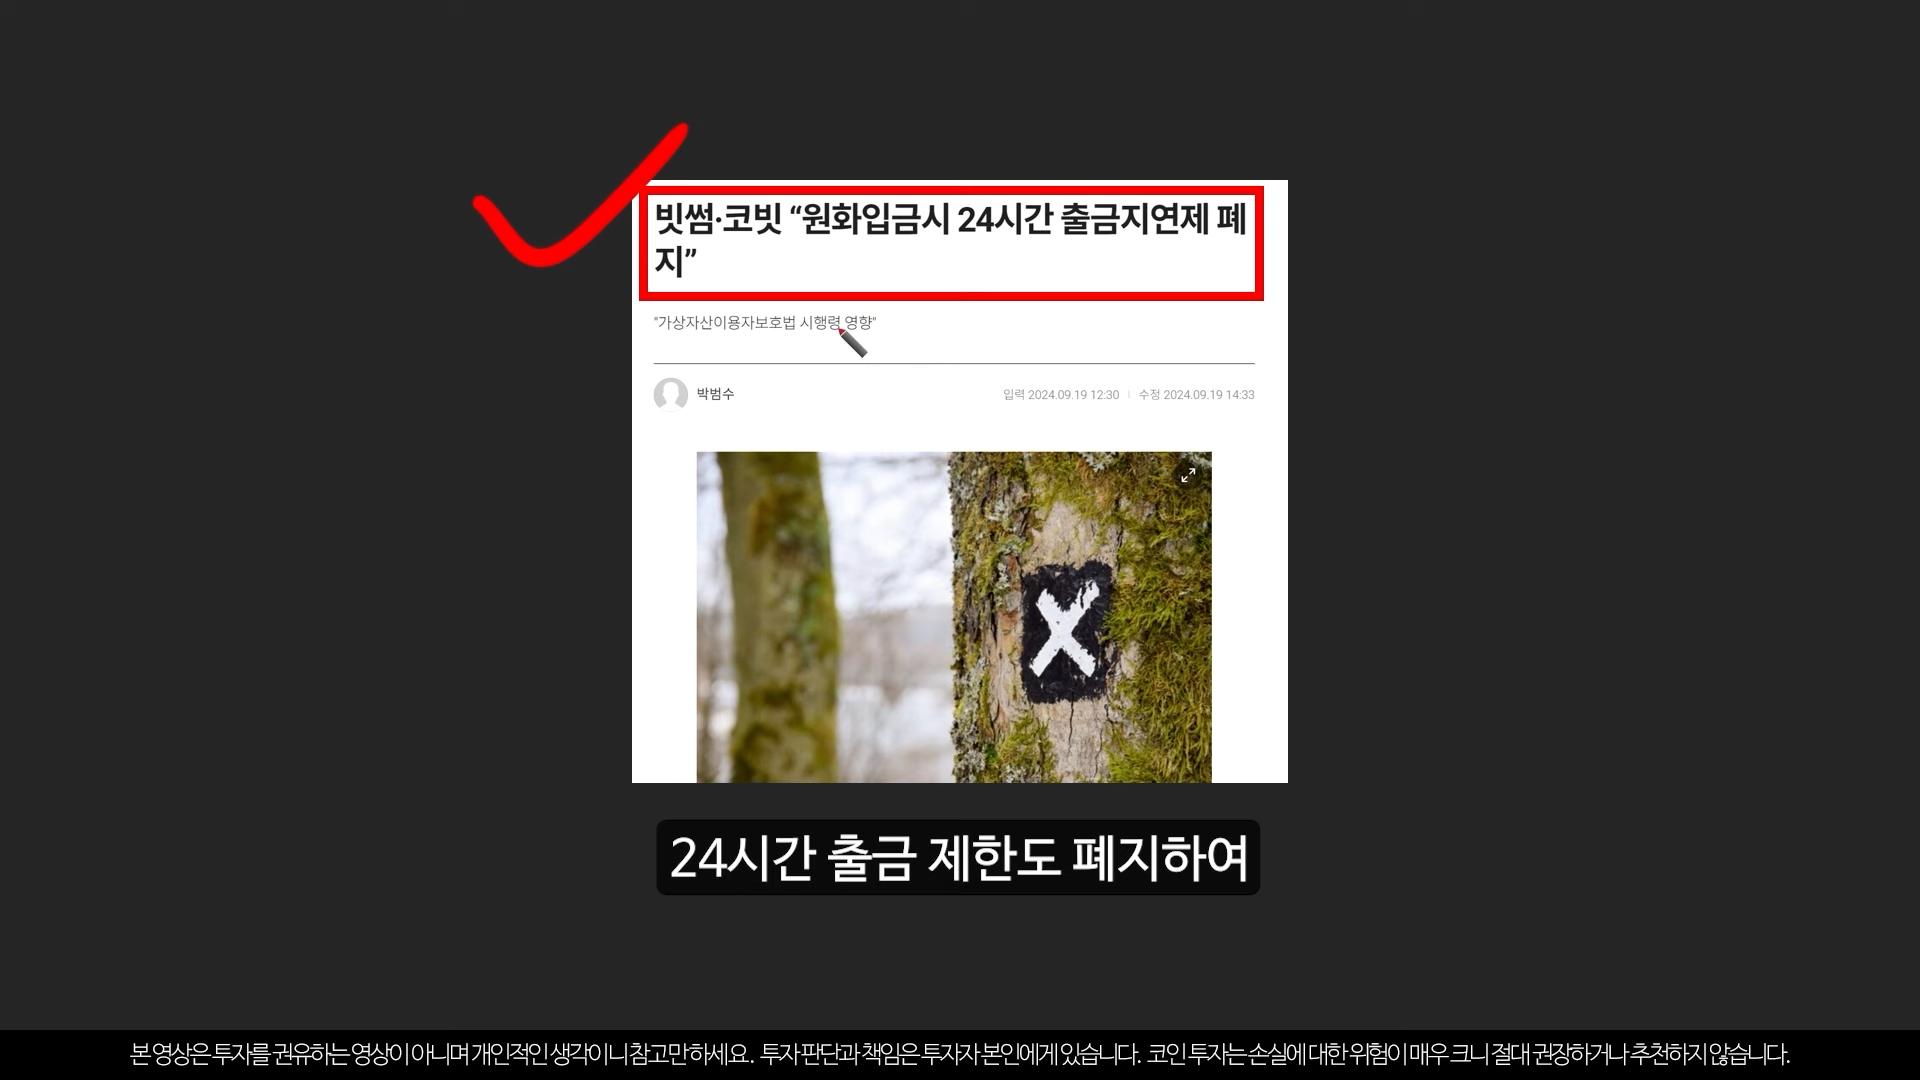 빗썸·코빗 “원화입금시 24시간 출금지연제 폐
지”
"가상자산이용자보호법 시행령 영향"
박범수
입력 2024.09.19 12:30 | 수정 2024.09.19 14:33
X
24시간 출금 제한도 폐지하여
본 영상은 투자를 권유하는 영상이 아니며 개인적인 생각이니 참고만 하세요. 투자 판단과 책임은 투자자 본인에게 있습니다. 코인 투자는 손실에 대한 위험이 매우 크니 절대 권장하거나 추천하지 않습니다.